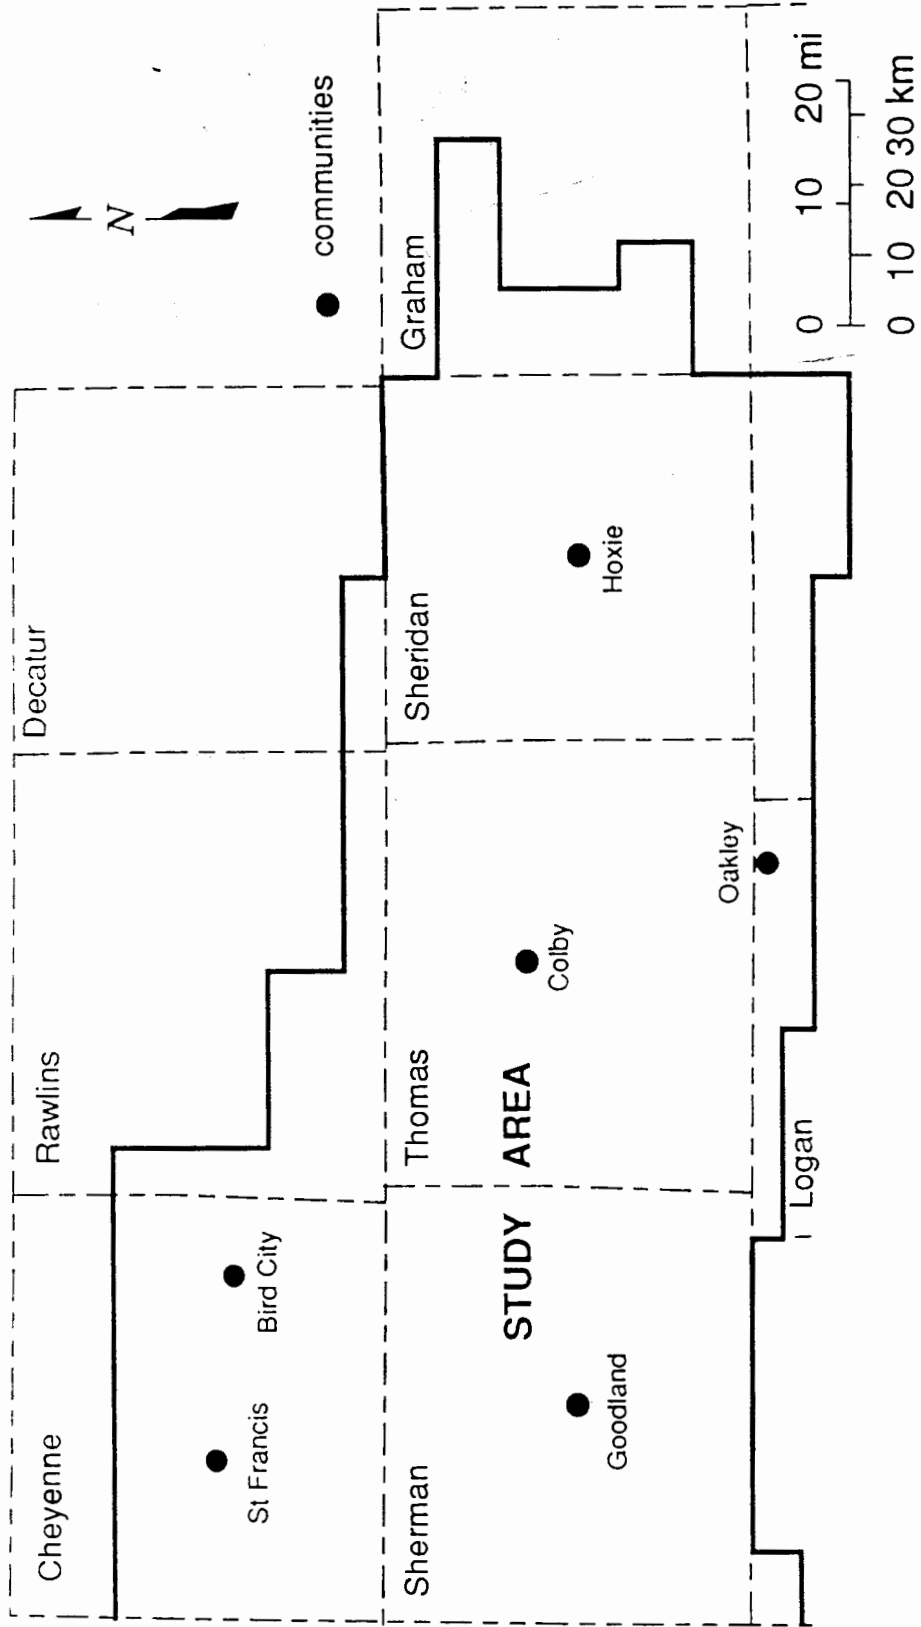 Cheyenne
Rawlins
Decatur
N
communities
St Francis
Bird City
Sherman
Thomas
Sheridan
Graham
STUDY AREA
Goodland
Colby
Hoxie
Oakley
Logan
0 10 20 mi
0 10 20 30 km